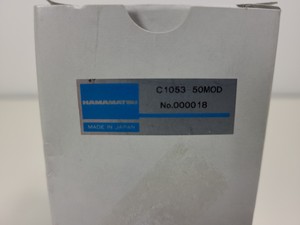 C1053 50MOD
HAMAMATSU
No.000018
MADE IN JAPAN